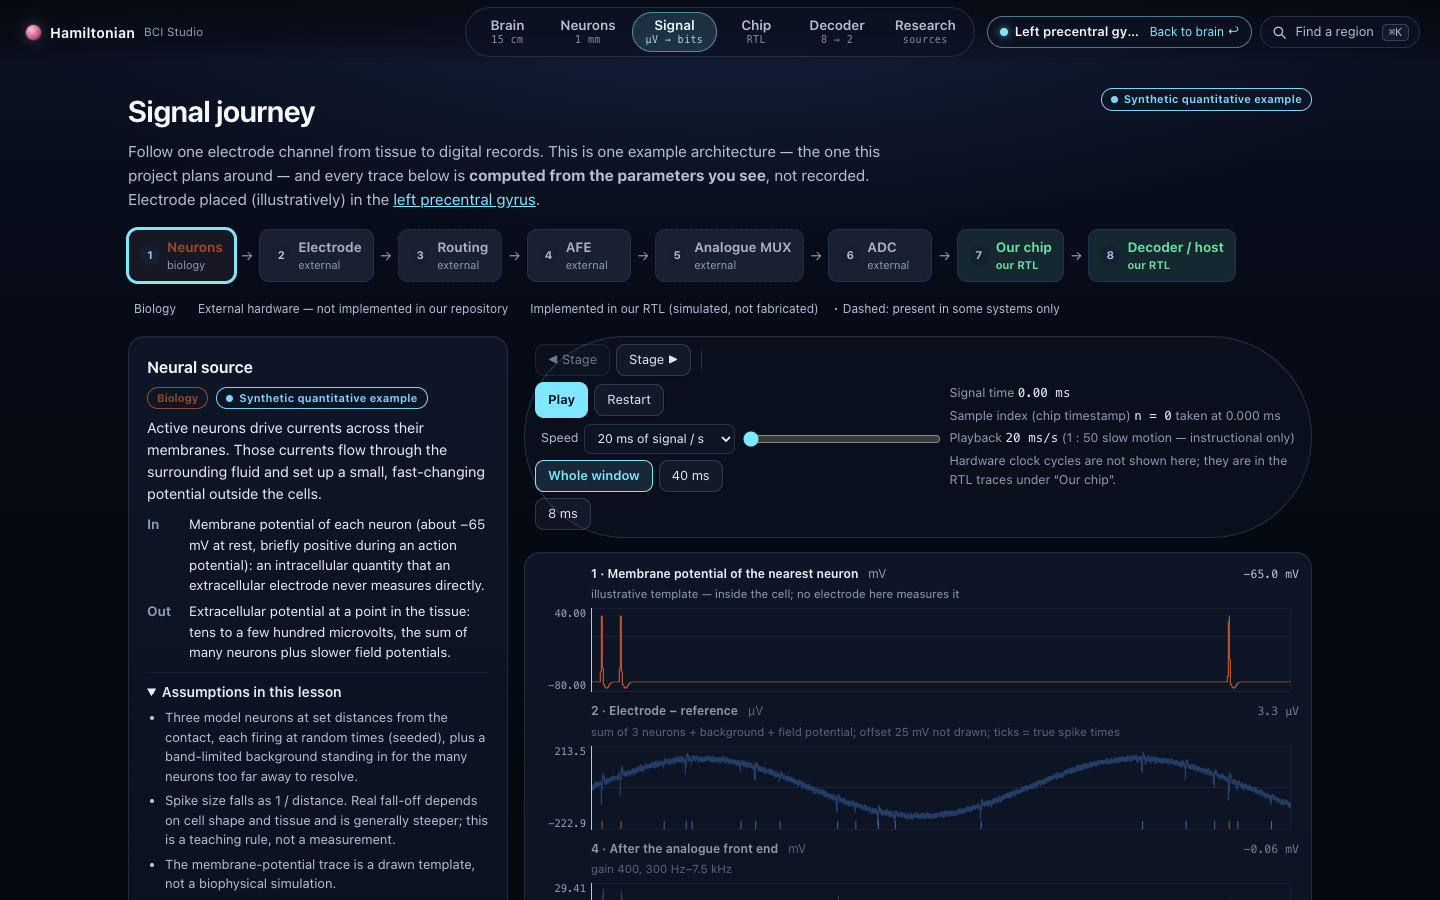 Hamiltonian BCI Studio
Brain
15 cm
Neurons
1 mm
Signal
µV → bits
Chip
RTL
Decoder
8 → 2
Research
sources
Left precentral gy... Back to brain ↩
Find a region ⌘K
Signal journey
Synthetic quantitative example
Follow one electrode channel from tissue to digital records. This is one example architecture — the one this
project plans around — and every trace below is computed from the parameters you see, not recorded.
Electrode placed (illustratively) in the left precentral gyrus.
1 Neurons
biology
→
2 Electrode
external
→
3 Routing
external
→
4 AFE
external
→
5 Analogue MUX
external
→
6 ADC
external
→
7 Our chip
our RTL
→
8 Decoder / host
our RTL
Biology External hardware — not implemented in our repository Implemented in our RTL (simulated, not fabricated) · Dashed: present in some systems only
Neural source
Biology Synthetic quantitative example
Active neurons drive currents across their
membranes. Those currents flow through the
surrounding fluid and set up a small, fast-changing
potential outside the cells.
In Membrane potential of each neuron (about −65
mV at rest, briefly positive during an action
potential): an intracellular quantity that an
extracellular electrode never measures directly.
Out Extracellular potential at a point in the tissue:
tens to a few hundred microvolts, the sum of
many neurons plus slower field potentials.
▼ Assumptions in this lesson
• Three model neurons at set distances from the
contact, each firing at random times (seeded), plus a
band-limited background standing in for the many
neurons too far away to resolve.
• Spike size falls as 1 / distance. Real fall-off depends
on cell shape and tissue and is generally steeper; this
is a teaching rule, not a measurement.
• The membrane-potential trace is a drawn template,
not a biophysical simulation.
◀ Stage Stage ▶
Play Restart
Speed 20 ms of signal / s
Whole window 40 ms
8 ms
Signal time 0.00 ms
Sample index (chip timestamp) n = 0 taken at 0.000 ms
Playback 20 ms/s (1 : 50 slow motion — instructional only)
Hardware clock cycles are not shown here; they are in the
RTL traces under "Our chip".
1 · Membrane potential of the nearest neuron mV −65.0 mV
illustrative template — inside the cell; no electrode here measures it
40.00
−80.00
2 · Electrode − reference µV 3.3 µV
sum of 3 neurons + background + field potential; offset 25 mV not drawn; ticks = true spike times
213.5
−222.9
4 · After the analogue front end mV −0.06 mV
gain 400, 300 Hz–7.5 kHz
29.41